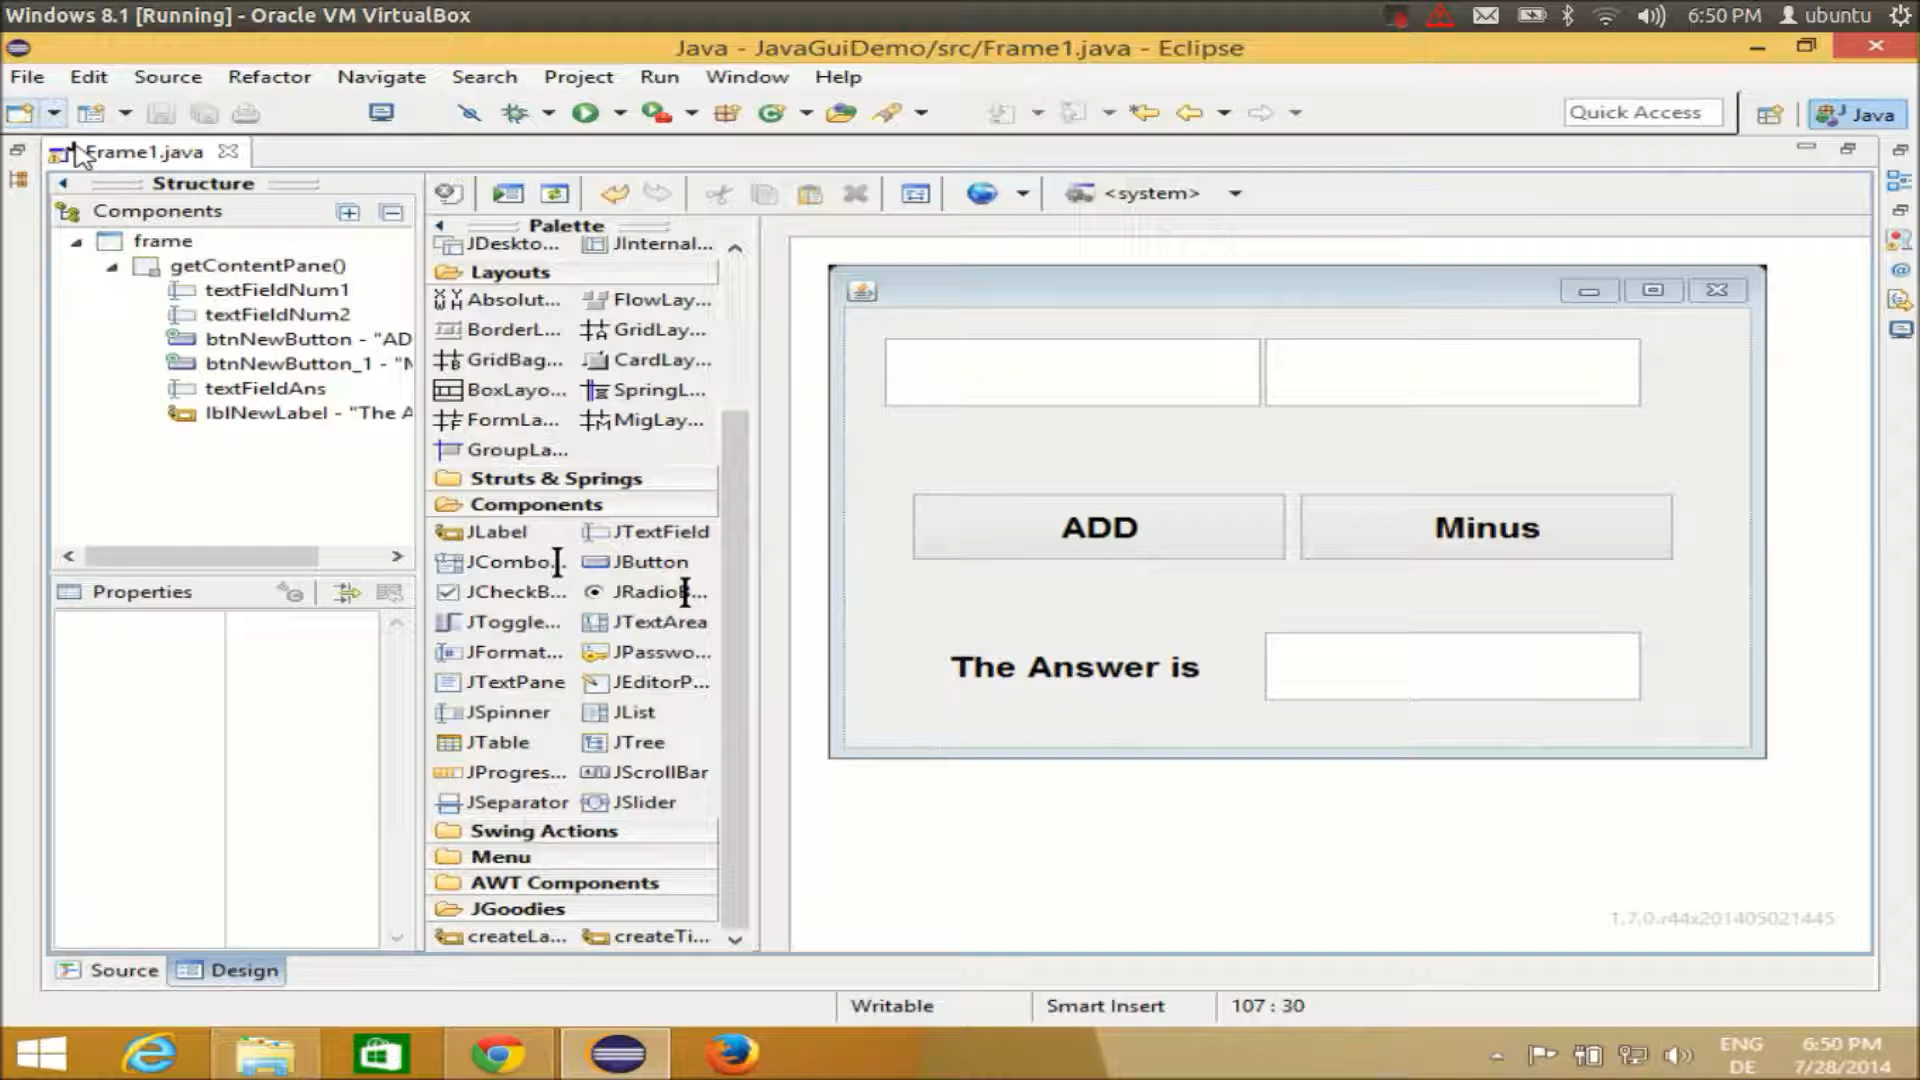 Windows 8.1 [Running] - Oracle VM VirtualBox
6:50 PM ubuntu
Java - JavaGuiDemo/src/Frame1.java - Eclipse
File Edit Source Refactor Navigate Search Project Run Window Help
Quick Access Java
Frame1.java
Structure
Components
frame
getContentPane()
textFieldNum1
textFieldNum2
btnNewButton - "AD
btnNewButton_1 - "M
textFieldAns
lblNewLabel - "The A
Properties
<system>
Palette
JDeskto... JInternal...
Layouts
Absolut... FlowLay...
BorderL... GridLay...
GridBag... CardLay...
BoxLayo... SpringL...
FormLa... MigLay...
GroupLa...
Struts & Springs
Components
JLabel JTextField
JCombo... JButton
JCheckB... JRadioB...
JToggle... JTextArea
JFormat... JPasswo...
JTextPane JEditorP...
JSpinner JList
JTable JTree
JProgres... JScrollBar
JSeparator JSlider
Swing Actions
Menu
AWT Components
JGoodies
createLa... createTi...
ADD Minus
The Answer is
1.7.0.r44x201405021445
Source Design
Writable Smart Insert 107 : 30
ENG 6:50 PM
DE 7/28/2014